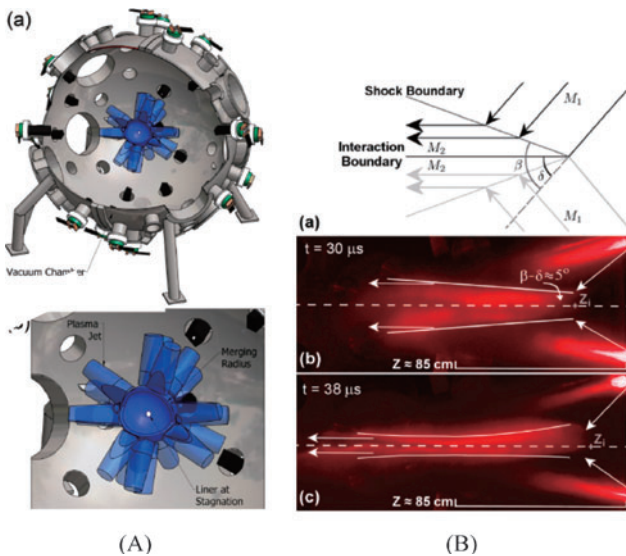 (a)
Vacuum Chamber
Plasma
Jet
Merging
Radius
Liner at
Stagnation
(A)
Shock Boundary
M₁
Interaction
Boundary
M₂
M₂
β
δ
M₁
(a)
t = 30 μs
β–δ≈5°
Zᵢ
(b)
Z ≈ 85 cm
t = 38 μs
Zᵢ
(c)
Z ≈ 85 cm
(B)